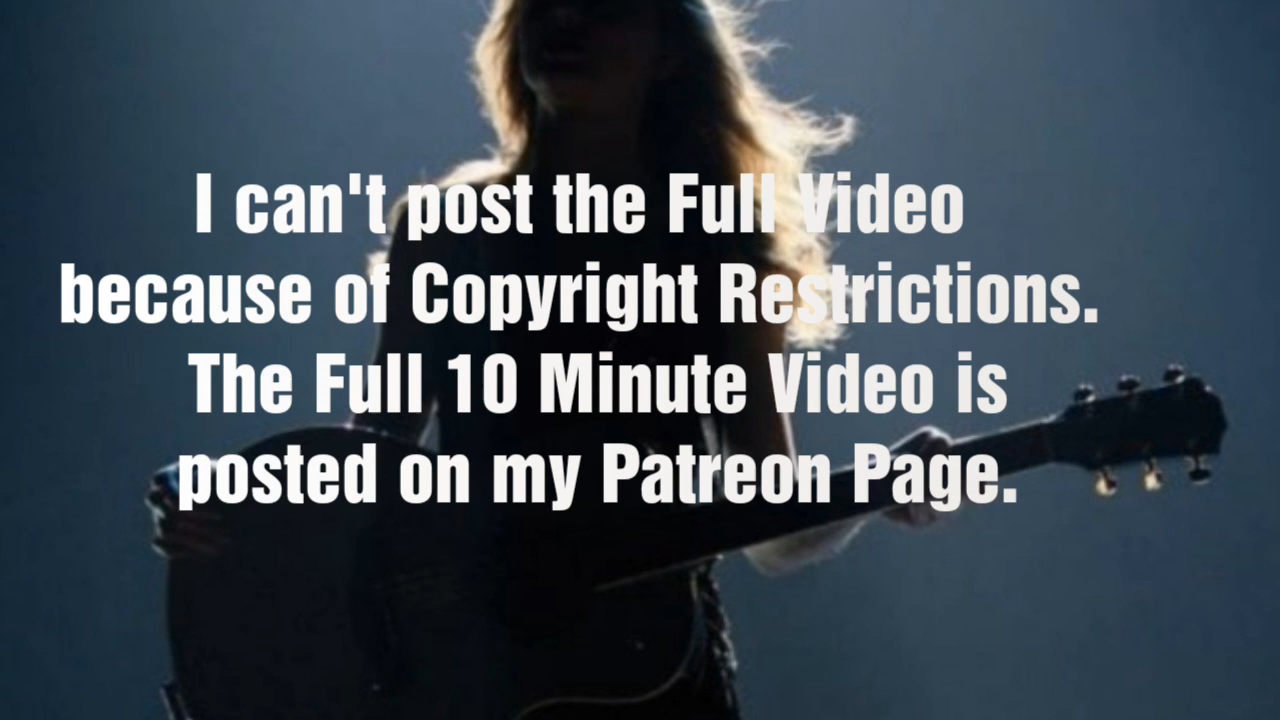 I can't post the Full Video
because of Copyright Restrictions.
The Full 10 Minute Video is
posted on my Patreon Page.